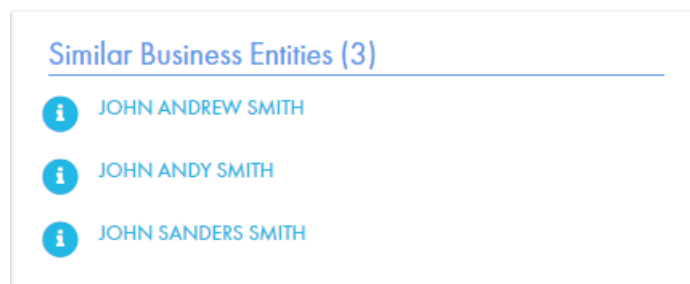 Similar Business Entities (3)
JOHN ANDREW SMITH
JOHN ANDY SMITH
JOHN SANDERS SMITH